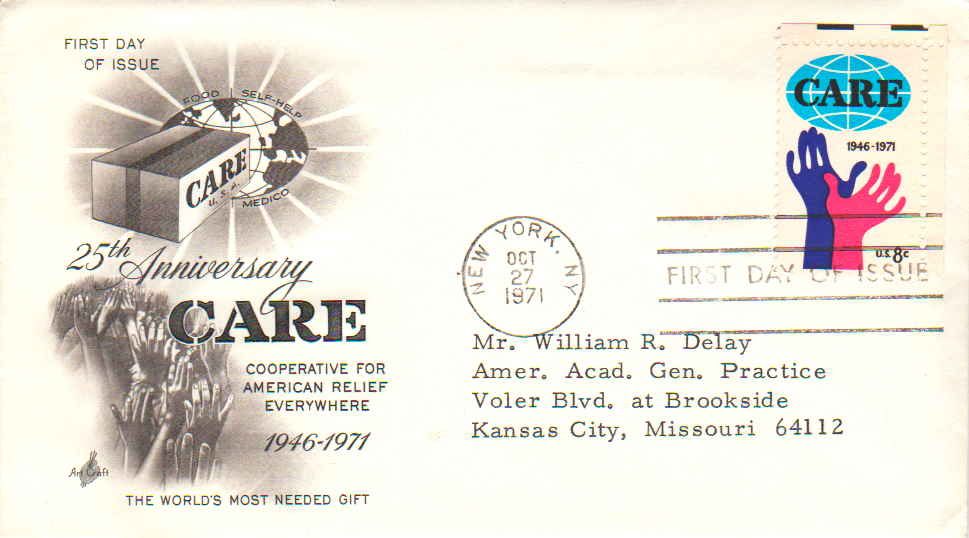 FIRST DAY
OF ISSUE
FOOD SELF-HELP
CARE
U.S.A.
MEDICO
25th Anniversary
CARE
COOPERATIVE FOR
AMERICAN RELIEF
EVERYWHERE
1946-1971
Art Craft
THE WORLD'S MOST NEEDED GIFT
NEW YORK, NY
OCT
27
1971
CARE
1946-1971
U.S. 8c
FIRST DAY OF ISSUE
Mr. William R. Delay
Amer. Acad. Gen. Practice
Voler Blvd. at Brookside
Kansas City, Missouri 64112